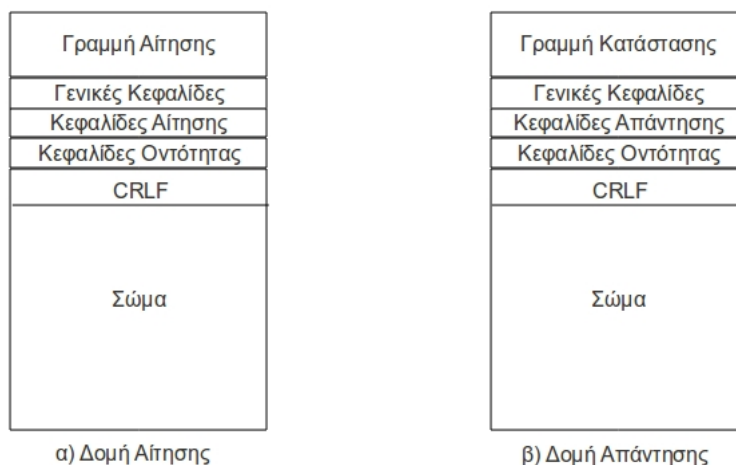 Γραμμή Αίτησης
Γενικές Κεφαλίδες
Κεφαλίδες Αίτησης
Κεφαλίδες Οντότητας
CRLF
Σώμα
α) Δομή Αίτησης
Γραμμή Κατάστασης
Γενικές Κεφαλίδες
Κεφαλίδες Απάντησης
Κεφαλίδες Οντότητας
CRLF
Σώμα
β) Δομή Απάντησης